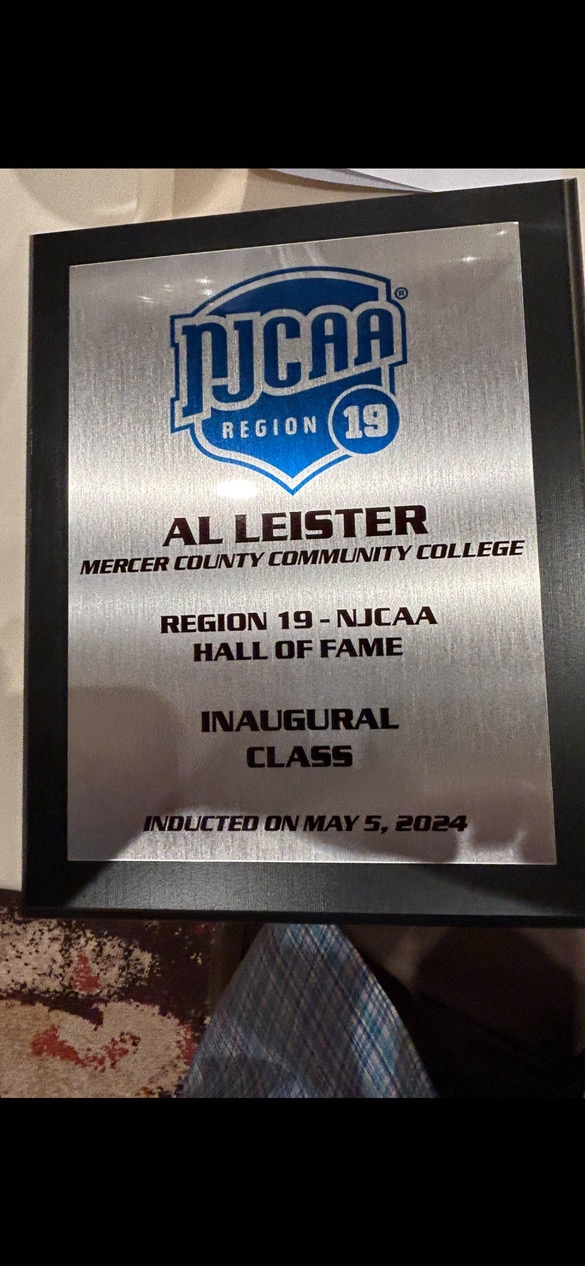 NJCAA®
REGION 19
AL LEISTER
MERCER COUNTY COMMUNITY COLLEGE
REGION 19 - NJCAA
HALL OF FAME
INAUGURAL
CLASS
INDUCTED ON MAY 5, 2024